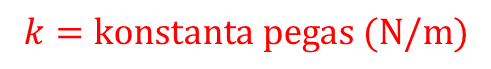 k = konstanta pegas (N/m)